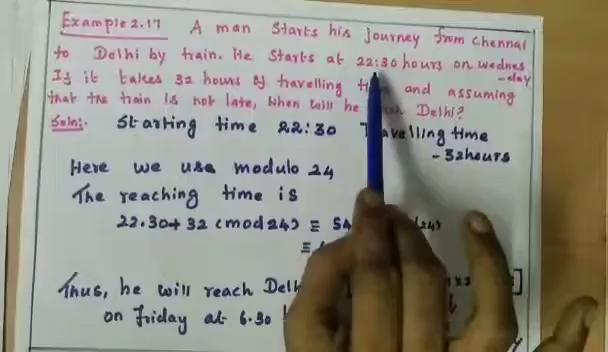 Example 2.17 A man starts his journey from Chennai
to Delhi by train. He starts at 22:30 hours on wednes
-day
If it takes 32 hours of travelling and assuming
that the train is not late, When will he Delhi?
Soln:- Starting time 22:30 Travelling time
- 32hours
Here we use modulo 24
The reaching time is
22.30+ 32 (mod 24) ≡ 54
≡
Thus, he will reach
on Friday at 6.30